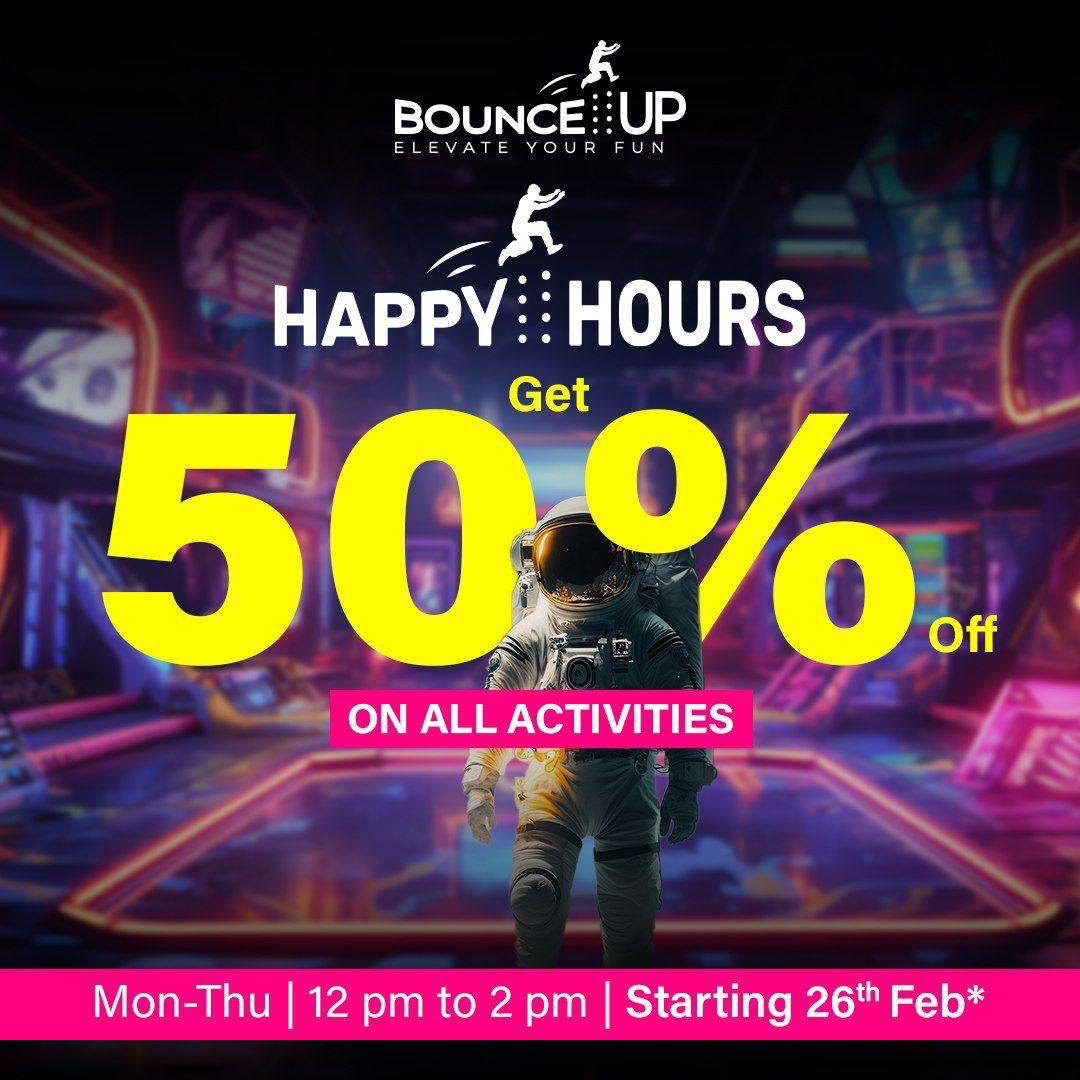 BOUNCE UP
ELEVATE YOUR FUN
HAPPY HOURS
Get
50%
Off
ON ALL ACTIVITIES
Mon-Thu | 12 pm to 2 pm | Starting 26th Feb*